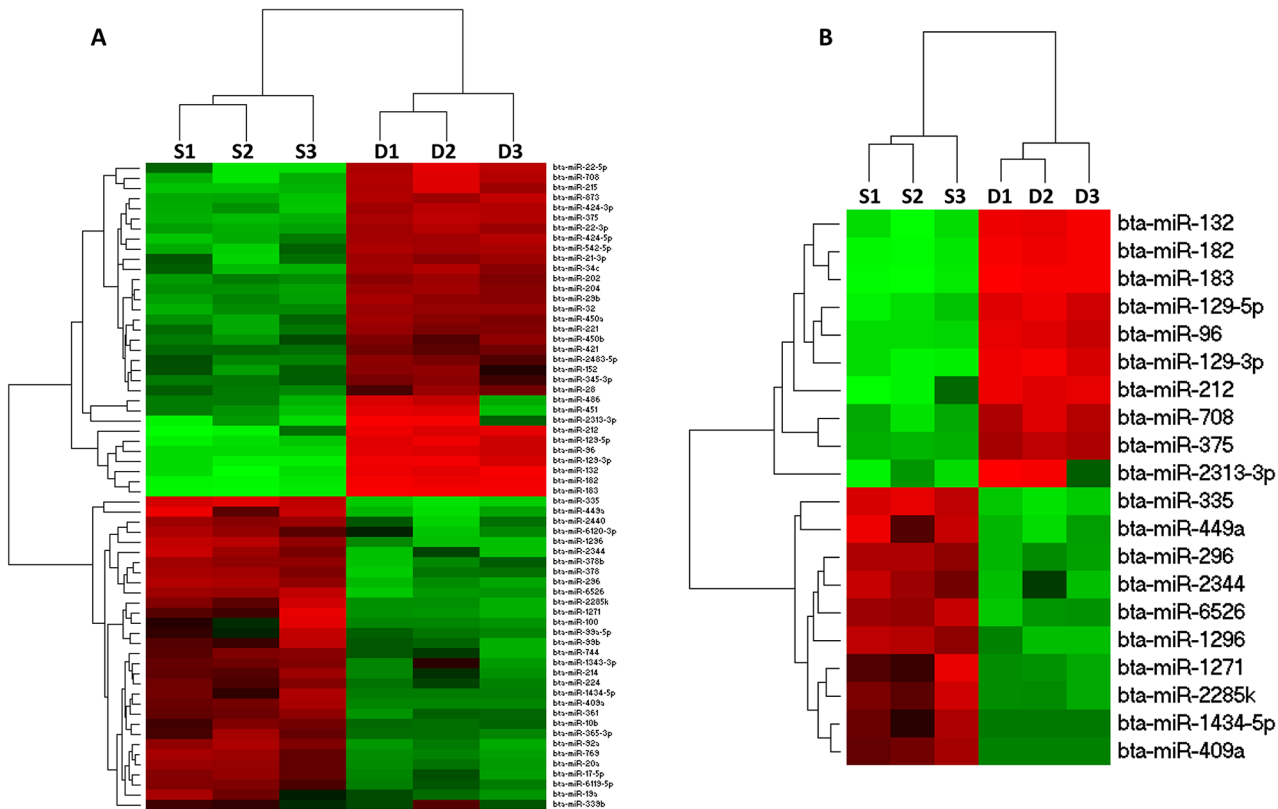 A
S1 S2 S3 D1 D2 D3
bta-miR-22-5p
bta-miR-708
bta-miR-215
bta-miR-873
bta-miR-424-3p
bta-miR-375
bta-miR-22-3p
bta-miR-424-5p
bta-miR-542-5p
bta-miR-21-3p
bta-miR-34c
bta-miR-202
bta-miR-204
bta-miR-29b
bta-miR-32
bta-miR-450a
bta-miR-221
bta-miR-450b
bta-miR-421
bta-miR-2483-5p
bta-miR-152
bta-miR-345-3p
bta-miR-28
bta-miR-486
bta-miR-451
bta-miR-2313-3p
bta-miR-212
bta-miR-129-5p
bta-miR-96
bta-miR-129-3p
bta-miR-132
bta-miR-182
bta-miR-183
bta-miR-335
bta-miR-449a
bta-miR-2440
bta-miR-6120-3p
bta-miR-1296
bta-miR-2344
bta-miR-378b
bta-miR-378
bta-miR-296
bta-miR-6526
bta-miR-2285k
bta-miR-1271
bta-miR-100
bta-miR-99a-5p
bta-miR-99b
bta-miR-744
bta-miR-1343-3p
bta-miR-214
bta-miR-224
bta-miR-1434-5p
bta-miR-409a
bta-miR-361
bta-miR-10b
bta-miR-365-3p
bta-miR-92a
bta-miR-769
bta-miR-20a
bta-miR-17-5p
bta-miR-6119-5p
bta-miR-19a
bta-miR-339b
B
S1 S2 S3 D1 D2 D3
bta-miR-132
bta-miR-182
bta-miR-183
bta-miR-129-5p
bta-miR-96
bta-miR-129-3p
bta-miR-212
bta-miR-708
bta-miR-375
bta-miR-2313-3p
bta-miR-335
bta-miR-449a
bta-miR-296
bta-miR-2344
bta-miR-6526
bta-miR-1296
bta-miR-1271
bta-miR-2285k
bta-miR-1434-5p
bta-miR-409a